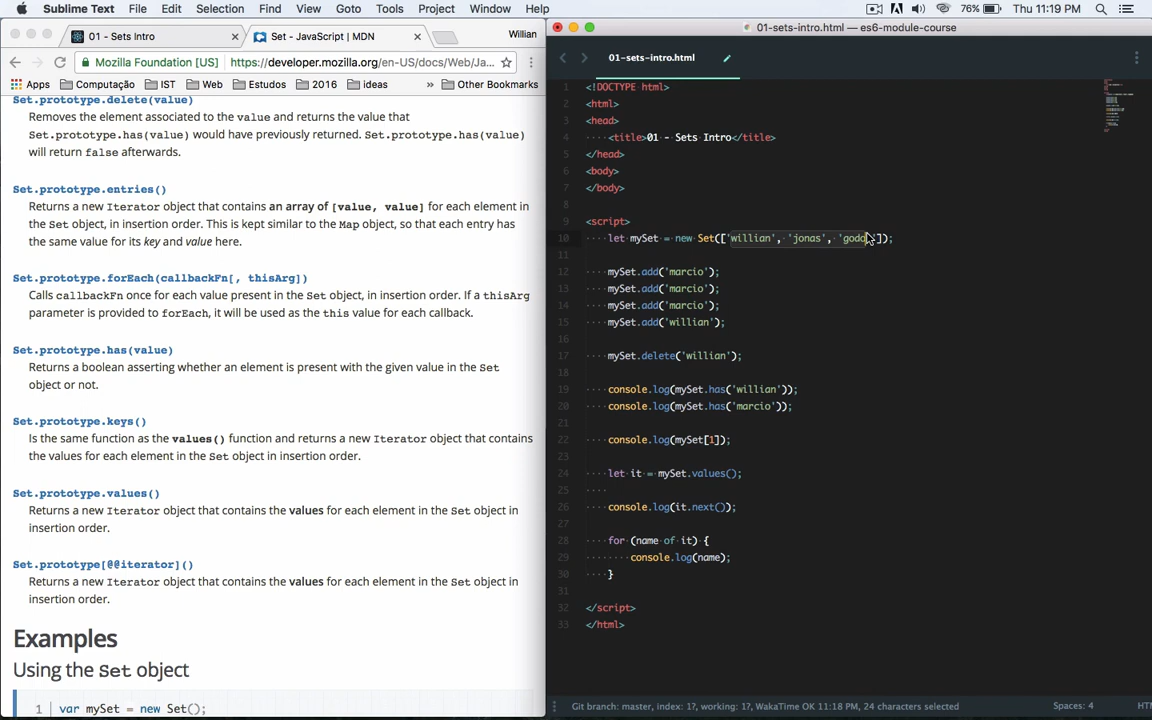 Sublime Text File Edit Selection Find View Goto Tools Project Window Help
76% Thu 11:19 PM
01 - Sets Intro
Set - JavaScript | MDN
Willian
Mozilla Foundation [US] https://developer.mozilla.org/en-US/docs/Web/Ja
Apps Computação IST Web Estudos 2016 ideas » Other Bookmarks
Set.prototype.delete(value)
Removes the element associated to the value and returns the value that
Set.prototype.has(value) would have previously returned. Set.prototype.has(value)
will return false afterwards.
Set.prototype.entries()
Returns a new Iterator object that contains an array of [value, value] for each element in
the Set object, in insertion order. This is kept similar to the Map object, so that each entry has
the same value for its key and value here.
Set.prototype.forEach(callbackFn[, thisArg])
Calls callbackFn once for each value present in the Set object, in insertion order. If a thisArg
parameter is provided to forEach, it will be used as the this value for each callback.
Set.prototype.has(value)
Returns a boolean asserting whether an element is present with the given value in the Set
object or not.
Set.prototype.keys()
Is the same function as the values() function and returns a new Iterator object that contains
the values for each element in the Set object in insertion order.
Set.prototype.values()
Returns a new Iterator object that contains the values for each element in the Set object in
insertion order.
Set.prototype[@@iterator]()
Returns a new Iterator object that contains the values for each element in the Set object in
insertion order.
Examples
Using the Set object
1 var mySet = new Set();
01-sets-intro.html — es6-module-course
01-sets-intro.html
1 <!DOCTYPE html>
2 <html>
3 <head>
4 <title>01 - Sets Intro</title>
5 </head>
6 <body>
7 </body>
8
9 <script>
10 let mySet = new Set(['willian', 'jonas', 'godo']);
11
12 mySet.add('marcio');
13 mySet.add('marcio');
14 mySet.add('marcio');
15 mySet.add('willian');
16
17 mySet.delete('willian');
18
19 console.log(mySet.has('willian'));
20 console.log(mySet.has('marcio'));
21
22 console.log(mySet[1]);
23
24 let it = mySet.values();
25
26 console.log(it.next());
27
28 for (name of it) {
29 console.log(name);
30 }
31
32 </script>
33 </html>
Git branch: master, index: 17, working: 17, WakaTime OK 11:18 PM, 24 characters selected
Spaces: 4
HT